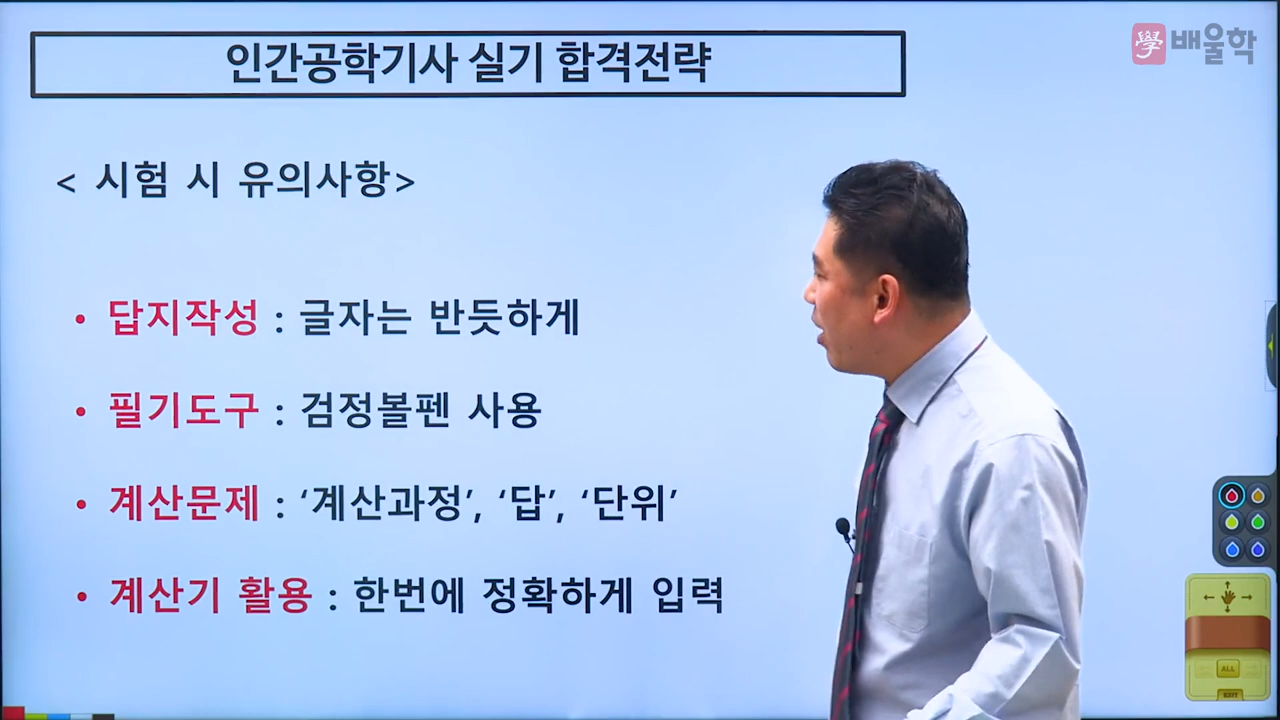 인간공학기사 실기 합격전략
學 배울학
< 시험 시 유의사항>
• 답지작성 : 글자는 반듯하게
• 필기도구 : 검정볼펜 사용
• 계산문제 : ‘계산과정’, ‘답’, ‘단위’
• 계산기 활용 : 한번에 정확하게 입력
ALL
EXIT